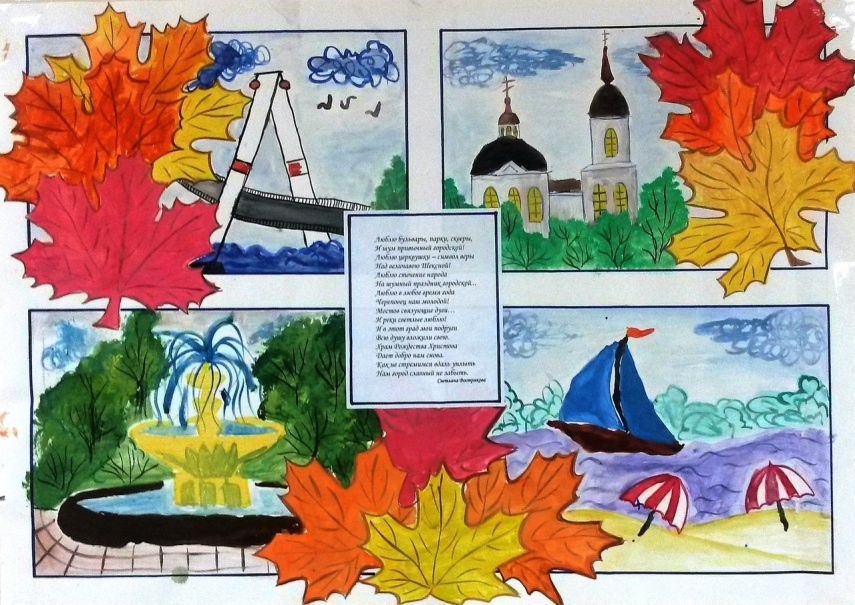 Люблю бульвары, парки, скверы,
И шум привычный городской!
Люблю церквушки – символ веры
Над величавою Шексной!
Люблю стечение народа
На шумный праздник городской...
Люблю в любое время года
Череповец наш молодой!
Мостов связующие дуги...
И реки светлые люблю!
И в этот град мои подруги
Всю душу вложили свою.
Храм Рождества Христова
Дает добро нам снова.
Как не стремимся вдаль уплыть
Нам город славный не забыть.
Светлана Вострякова